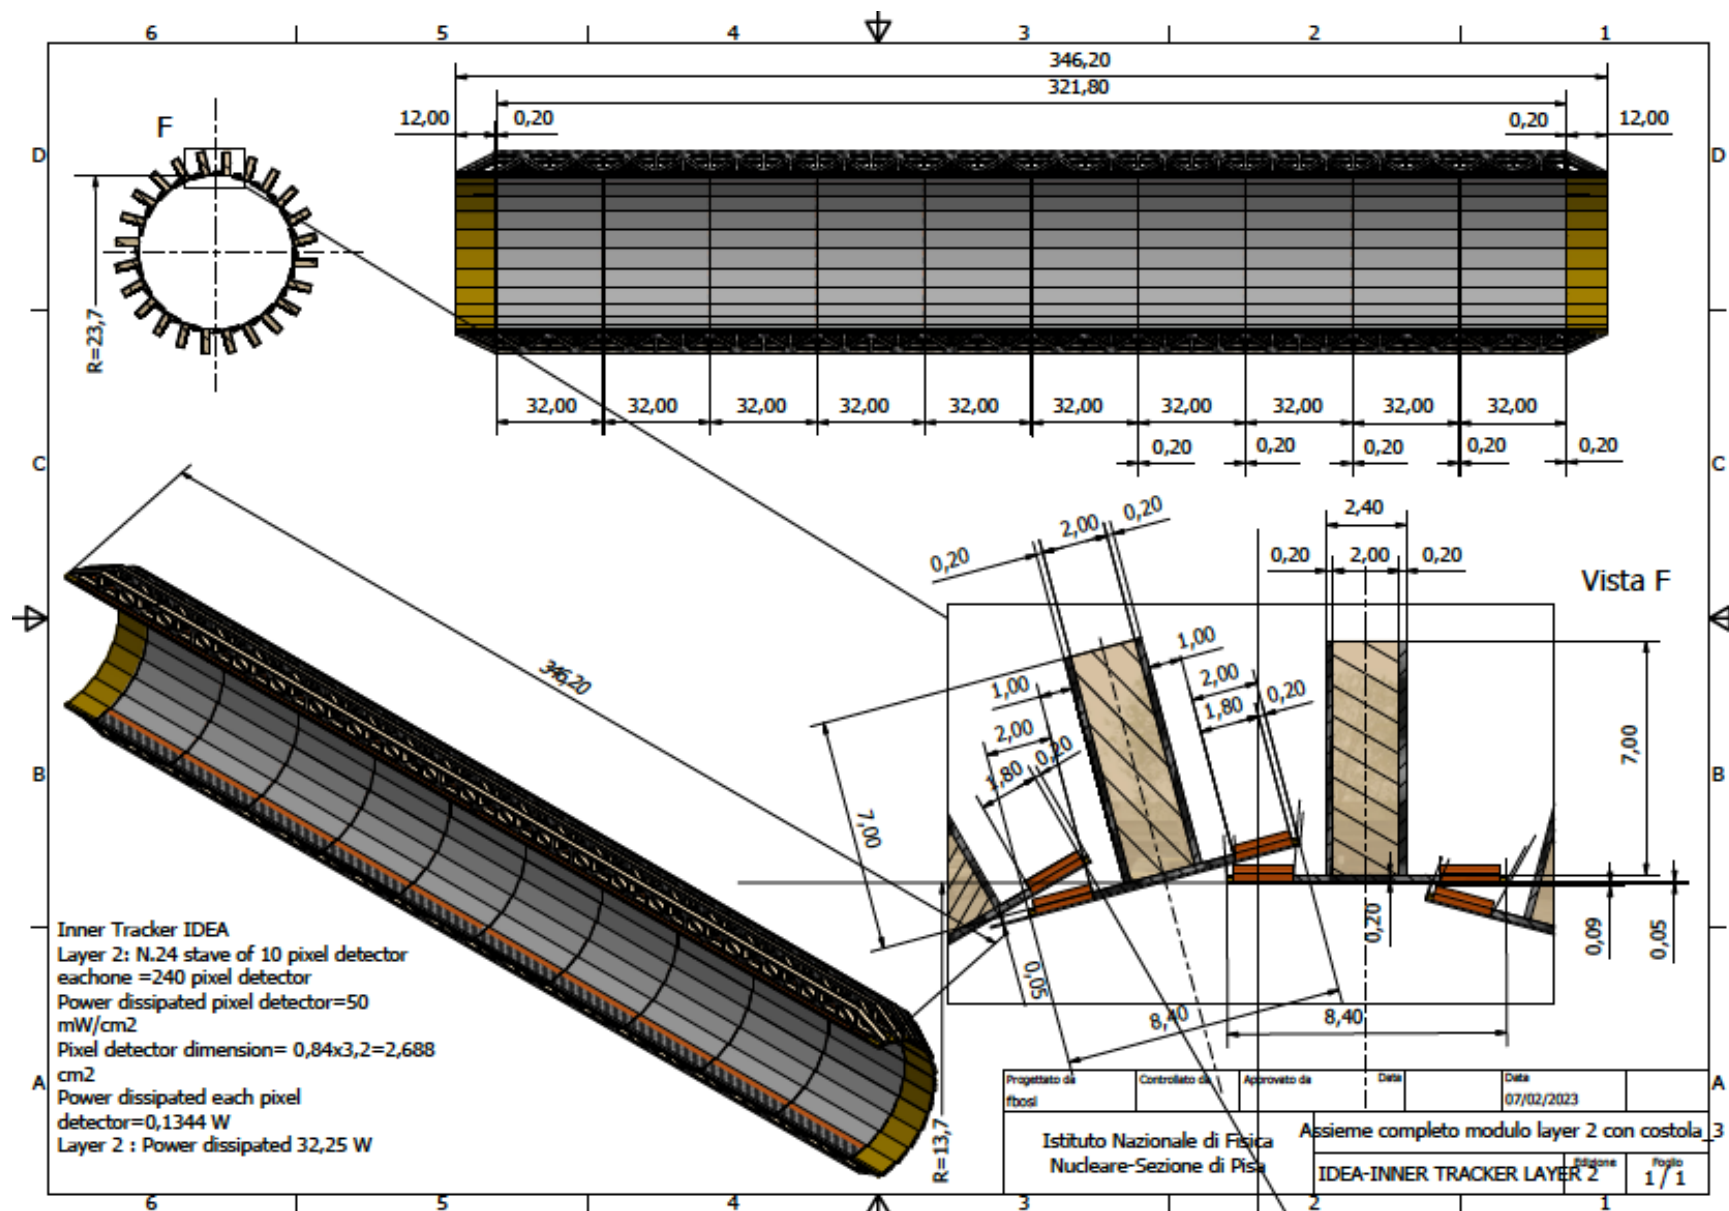 6 5 4 3 2 1
346,20
321,80
12,00 0,20 0,20 12,00
F
D D
R=23,7
32,00 32,00 32,00 32,00 32,00 32,00 32,00 32,00 32,00 32,00
0,20 0,20 0,20 0,20 0,20
C C
346,20
0,20 2,00 0,20
2,40
0,20 2,00 0,20
Vista F
1,00
2,00
1,80 0,20
1,00
2,00
1,80 0,20
7,00
7,00
B B
0,20
0,09
0,05
0,05
8,40
8,40
R=13,7
Inner Tracker IDEA
Layer 2: N.24 stave of 10 pixel detector
eachone =240 pixel detector
Power dissipated pixel detector=50
mW/cm2
Pixel detector dimension= 0,84x3,2=2,688
cm2
Power dissipated each pixel
detector=0,1344 W
Layer 2 : Power dissipated 32,25 W
A A
Progettato da Controllato da Approvato da Data Data
fbosi 07/02/2023
Istituto Nazionale di Fisica
Nucleare-Sezione di Pisa
Assieme completo modulo layer 2 con costola_3
IDEA-INNER TRACKER LAYER 2
Edizione Foglio
1 / 1
6 5 4 3 2 1